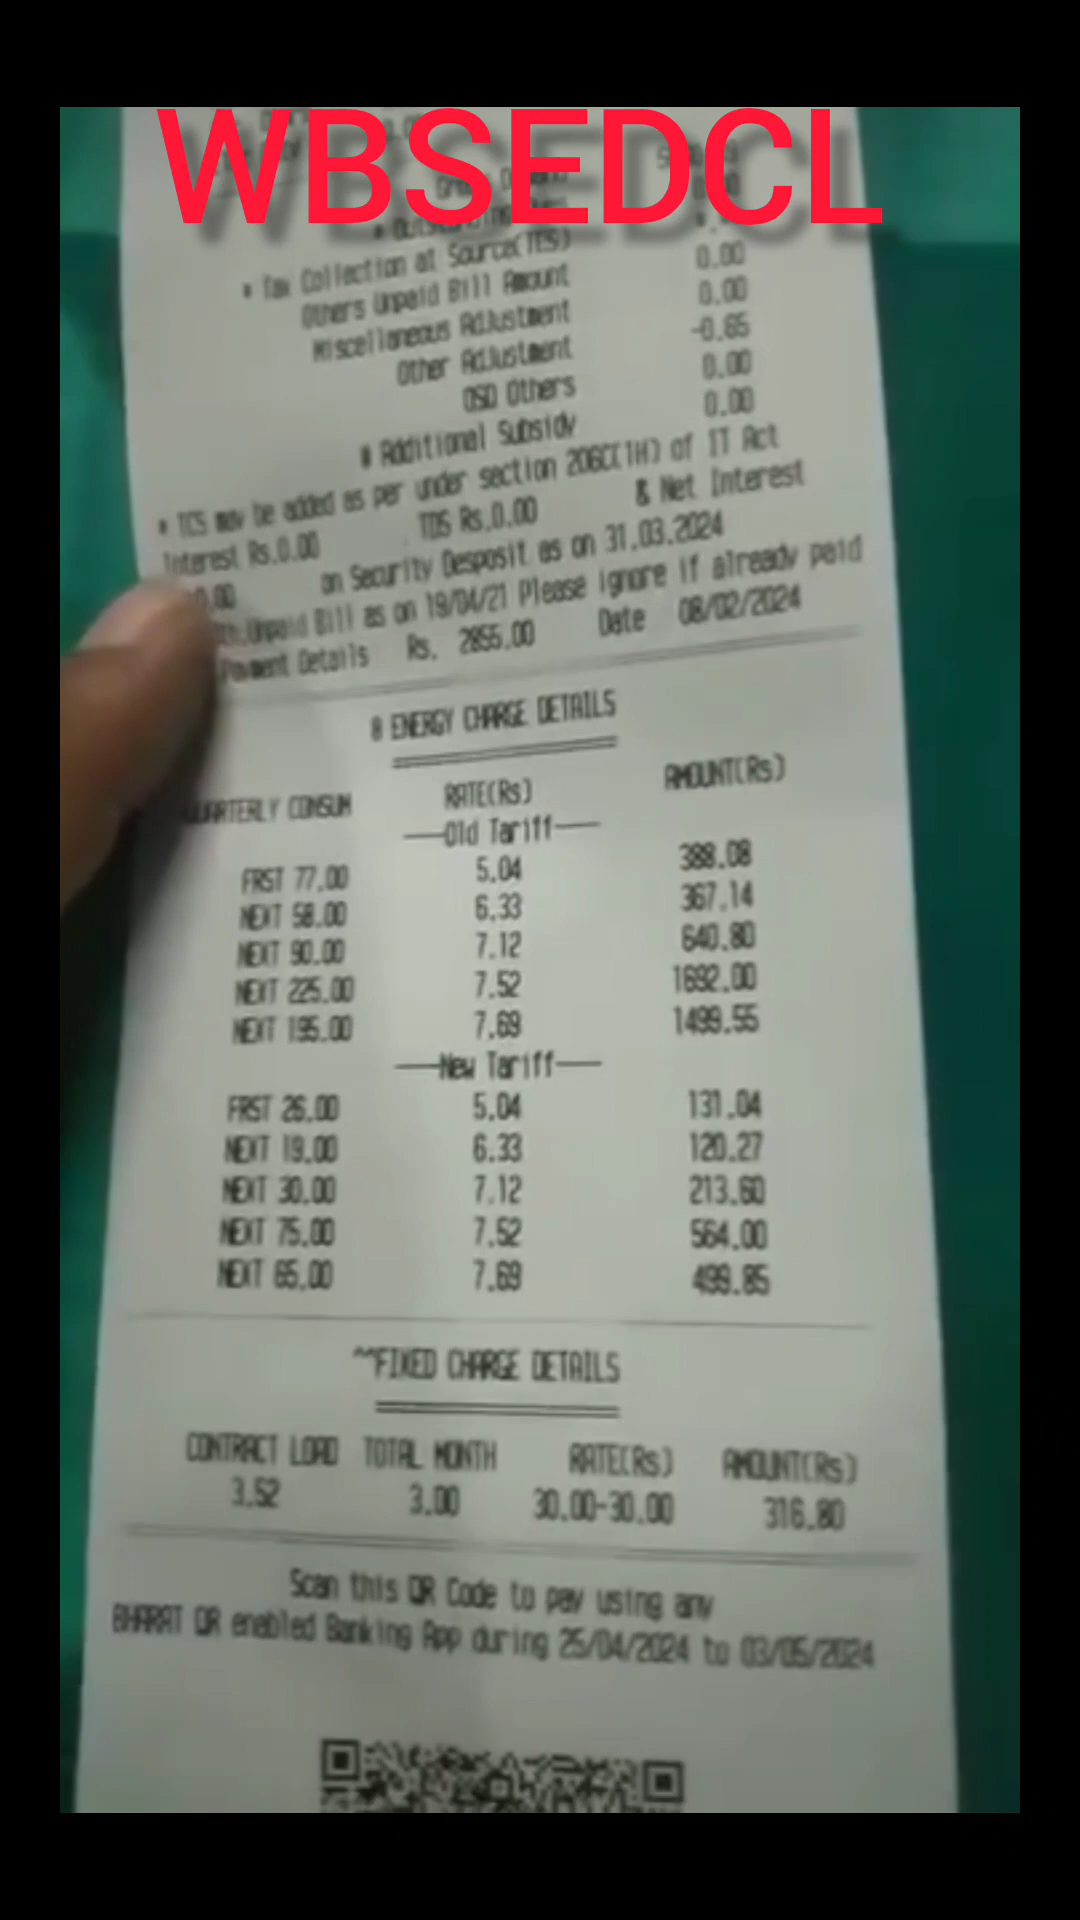 WBSEDCL
* Tax Collection at Source(TES)
Others Unpaid Bill Amount 0.00
Miscellaneous AdJustment 0.00
Other AdJustment -0.65
OSD Others 0.00
# Additional Subsidy 0.00
* TCS may be added as per under section 206C(1H) of IT Act
Interest Rs.0.00 TDS Rs.0.00 & Net Interest
0.00 on Security Desposit as on 31.03.2024
Unpaid Bill as on 19/04/21 Please ignore if already paid
Payment Details Rs. 2855.00 Date 08/02/2024
@ ENERGY CHARGE DETAILS
QUARTERLY CONSUM RATE(Rs) AMOUNT(Rs)
----Old Tariff----
FRST 77.00 5.04 388.08
NEXT 58.00 6.33 367.14
NEXT 90.00 7.12 640.80
NEXT 225.00 7.52 1692.00
NEXT 195.00 7.69 1499.55
----New Tariff----
FRST 26.00 5.04 131.04
NEXT 19.00 6.33 120.27
NEXT 30.00 7.12 213.60
NEXT 75.00 7.52 564.00
NEXT 65.00 7.69 499.85
^^FIXED CHARGE DETAILS
CONTRACT LOAD TOTAL MONTH RATE(Rs) AMOUNT(Rs)
3.52 3.00 30.00-30.00 316.80
Scan this QR Code to pay using any
BHARAT QR enabled Banking App during 25/04/2024 to 03/05/2024